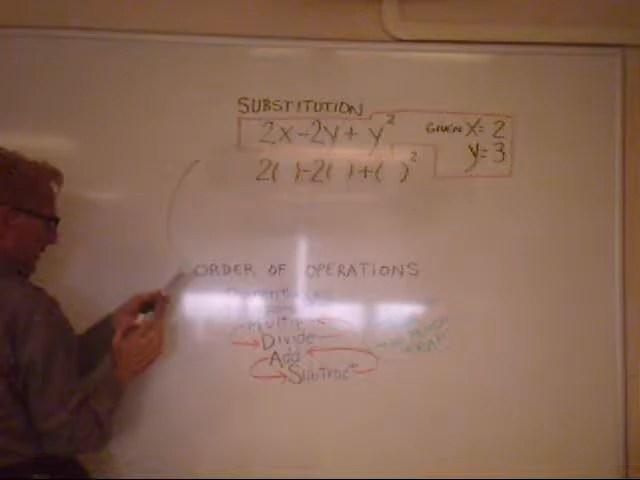 SUBSTITUTION
2x-2y+y² GIVEN X=2
y=3
2( )-2( )+( )²
ORDER OF OPERATIONS
Multiply
Divide
Add
Subtract